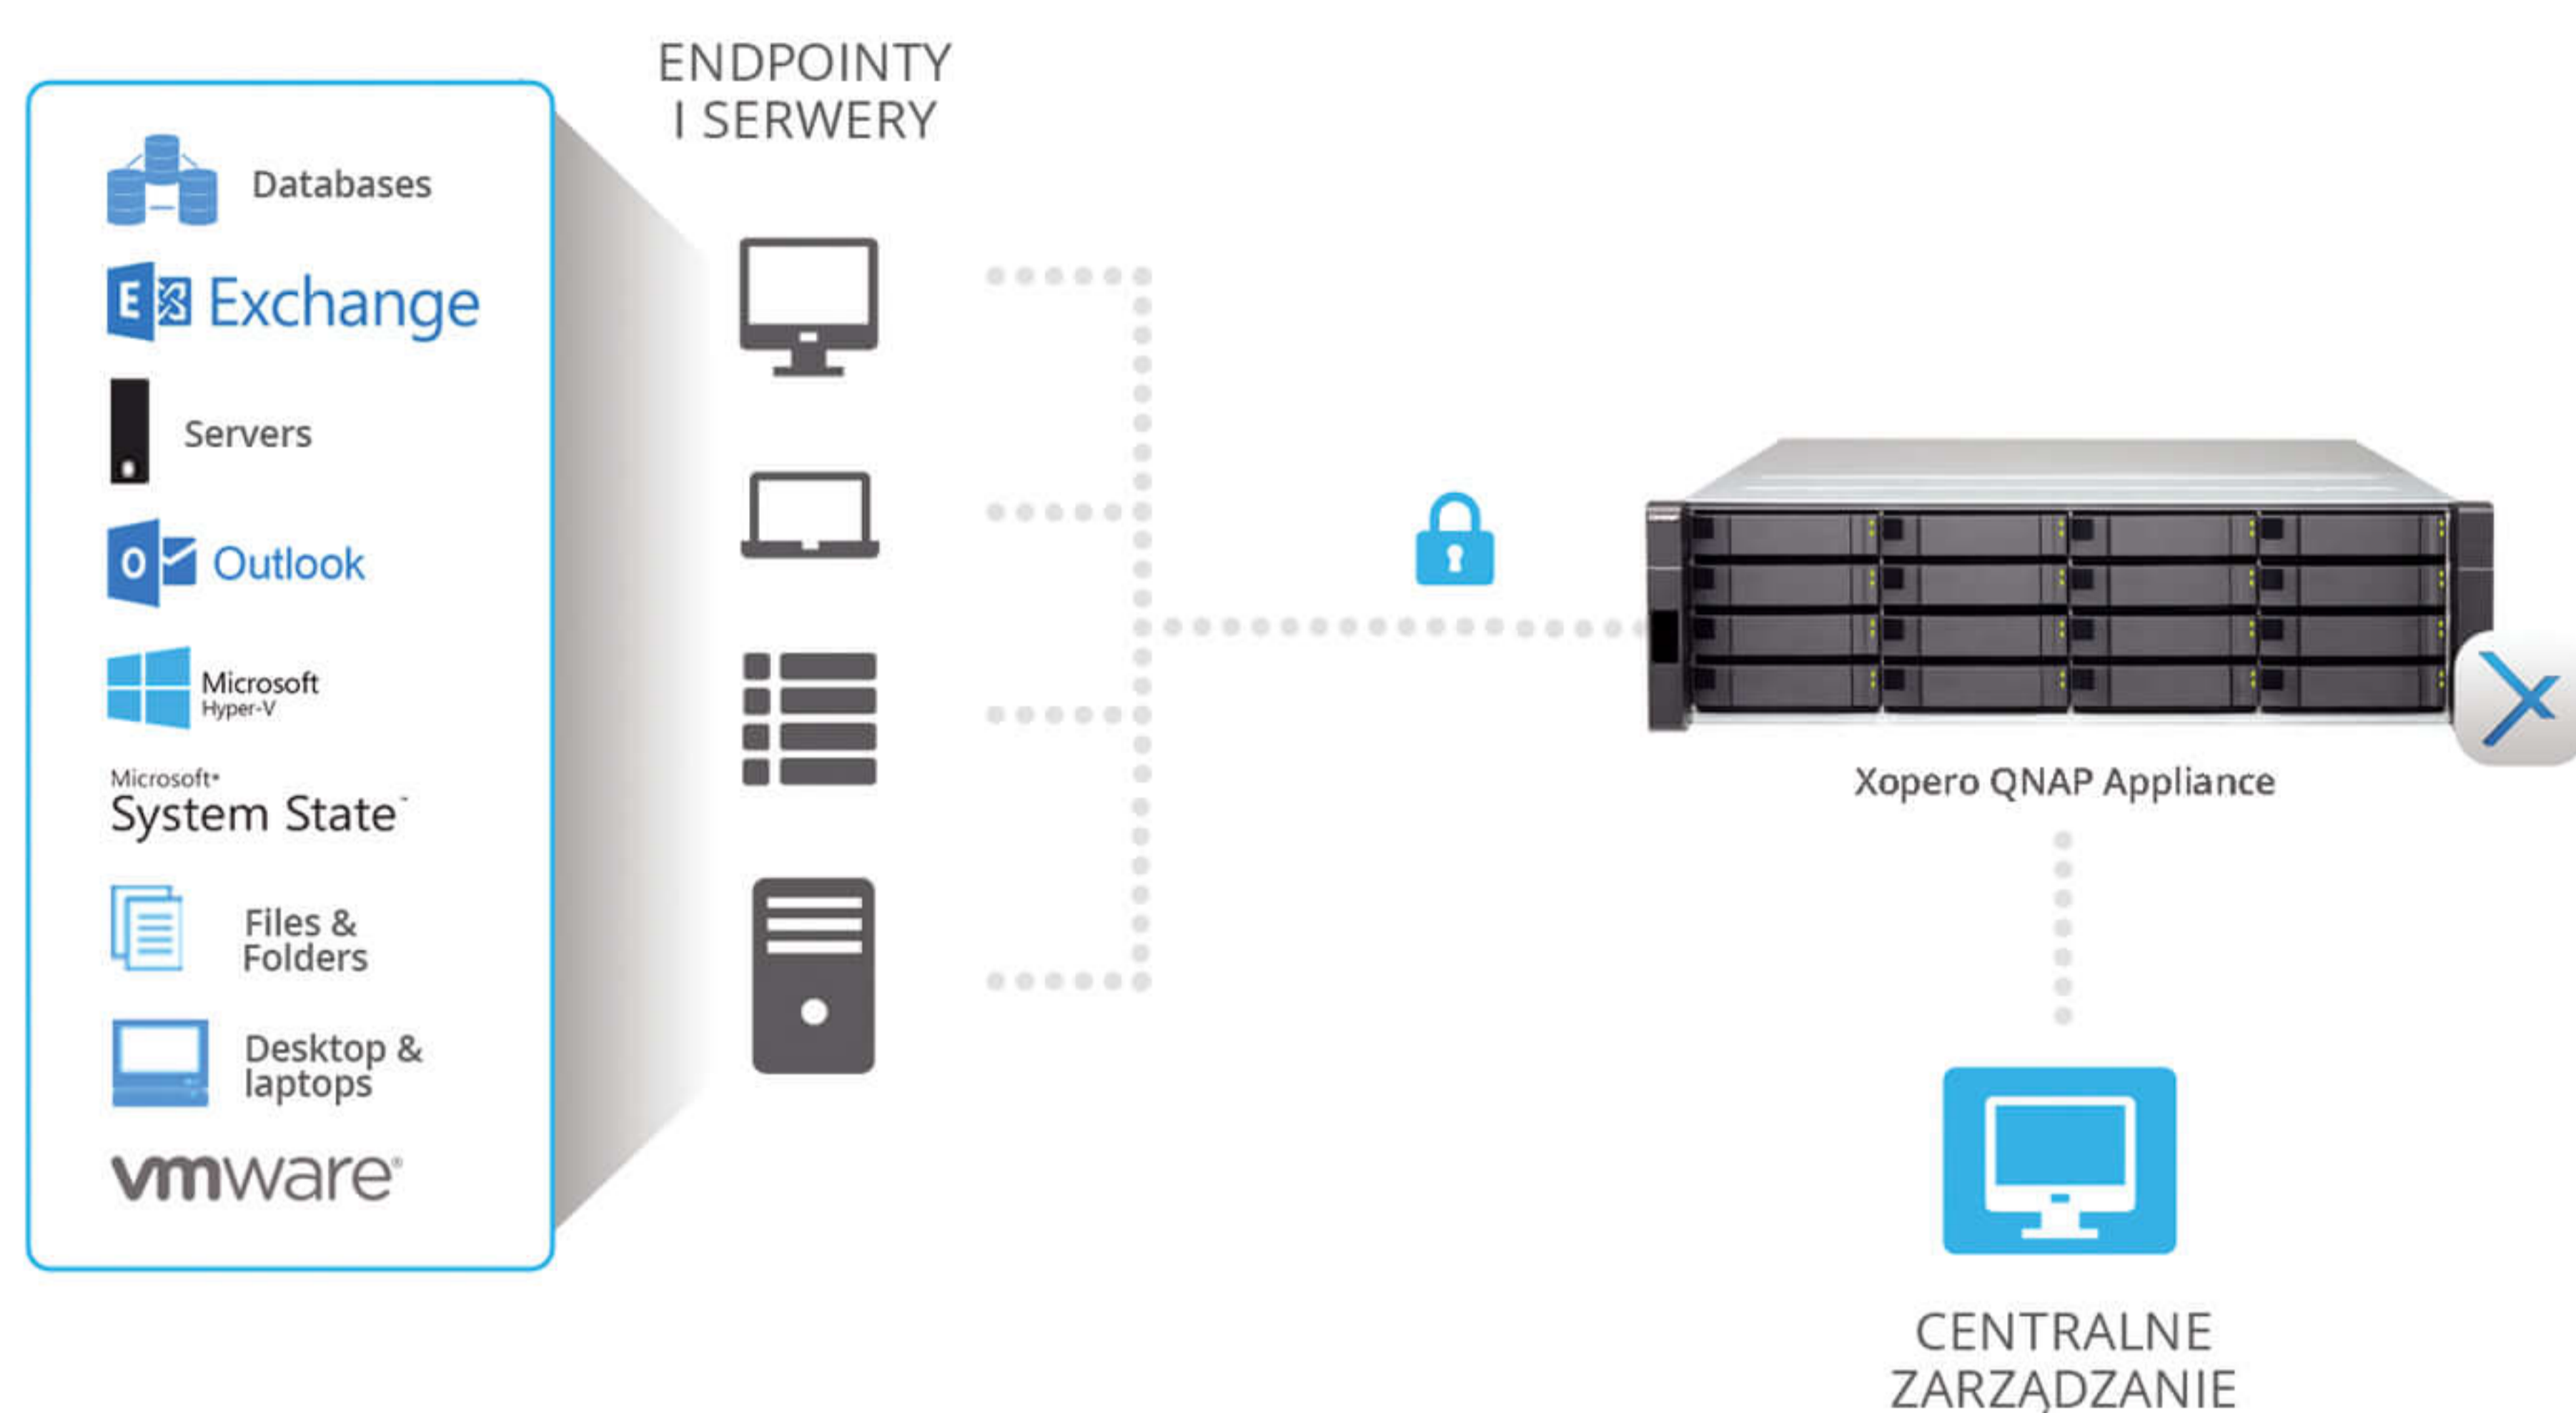 ENDPOINTY
I SERWERY
Databases
E Exchange
Servers
O Outlook
Microsoft
Hyper-V
Microsoft®
System State™
Files &
Folders
Desktop &
laptops
vmware®
Xopero QNAP Appliance
X
CENTRALNE
ZARZĄDZANIE